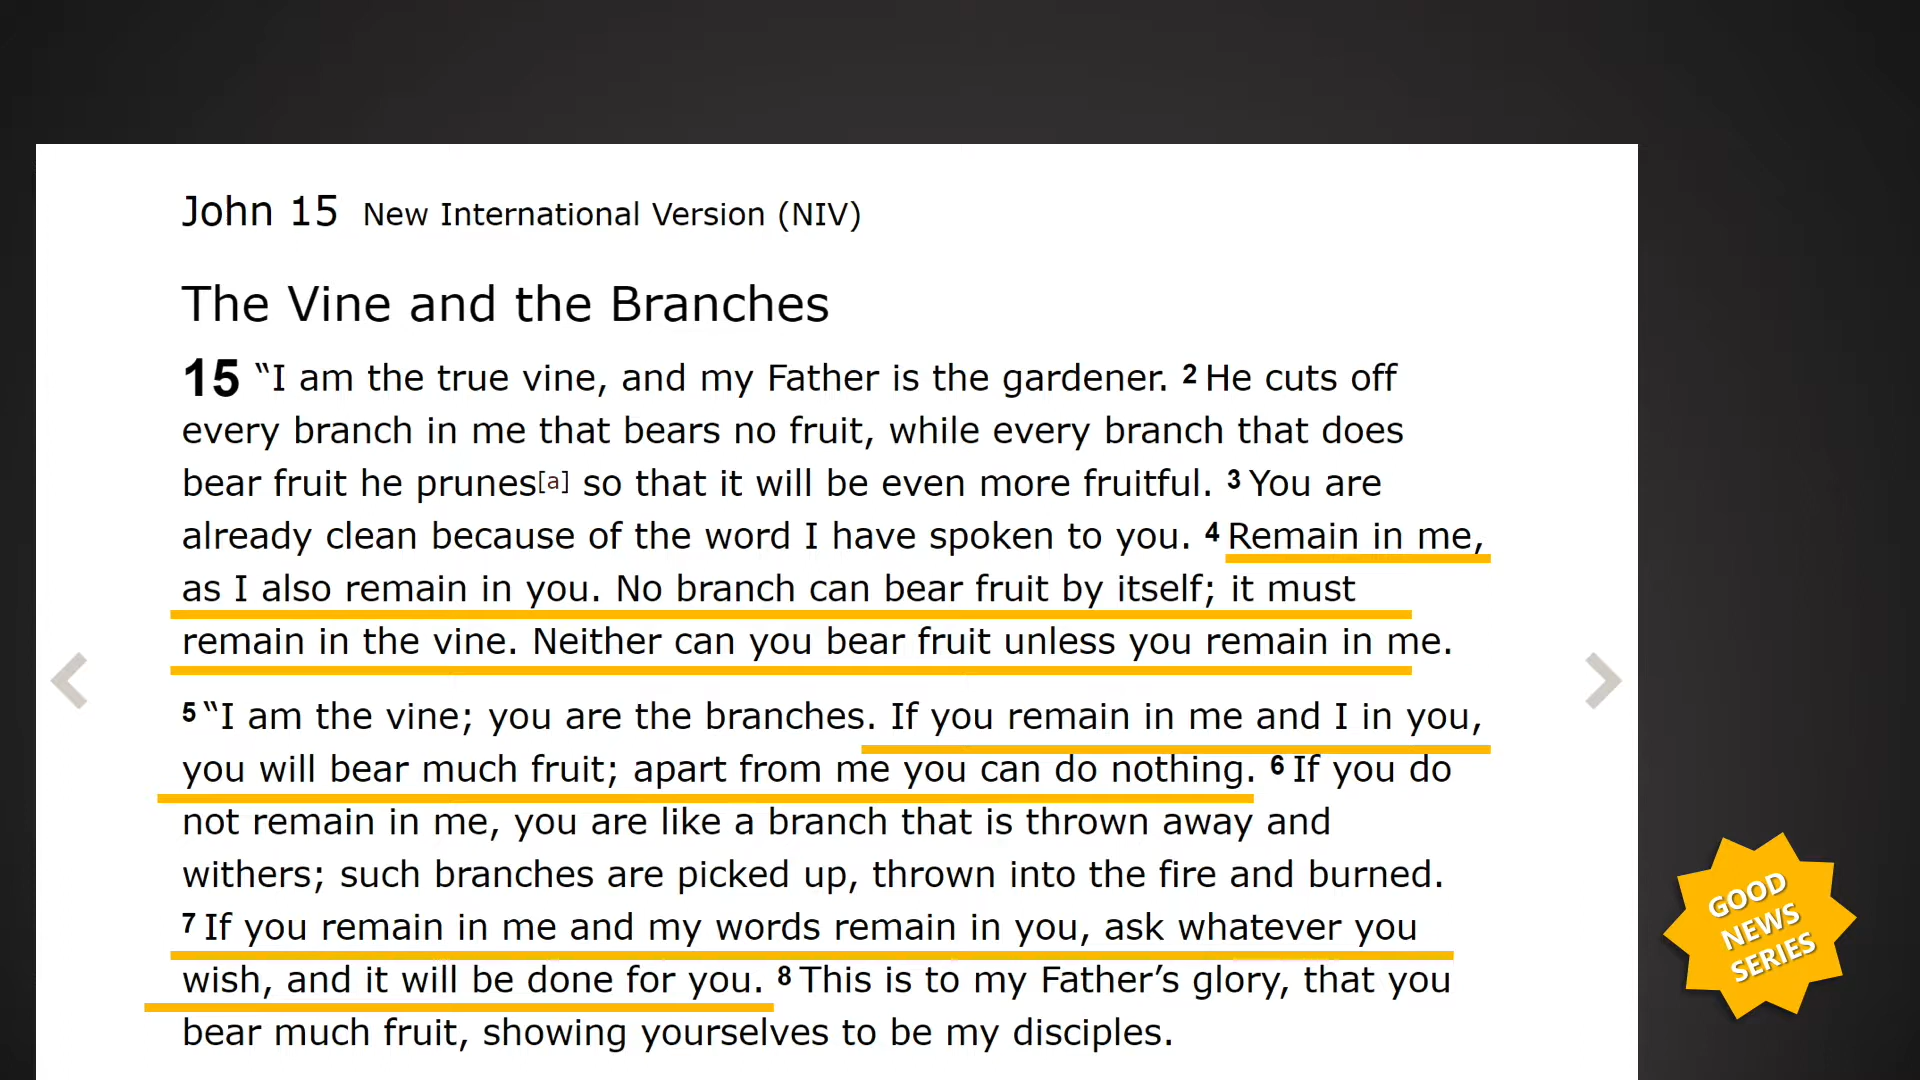 John 15 New International Version (NIV)
The Vine and the Branches
15 “I am the true vine, and my Father is the gardener. 2 He cuts off
every branch in me that bears no fruit, while every branch that does
bear fruit he prunes[a] so that it will be even more fruitful. 3 You are
already clean because of the word I have spoken to you. 4 Remain in me,
as I also remain in you. No branch can bear fruit by itself; it must
remain in the vine. Neither can you bear fruit unless you remain in me.
5 “I am the vine; you are the branches. If you remain in me and I in you,
you will bear much fruit; apart from me you can do nothing. 6 If you do
not remain in me, you are like a branch that is thrown away and
withers; such branches are picked up, thrown into the fire and burned.
7 If you remain in me and my words remain in you, ask whatever you
wish, and it will be done for you. 8 This is to my Father’s glory, that you
bear much fruit, showing yourselves to be my disciples.
GOOD
NEWS
SERIES